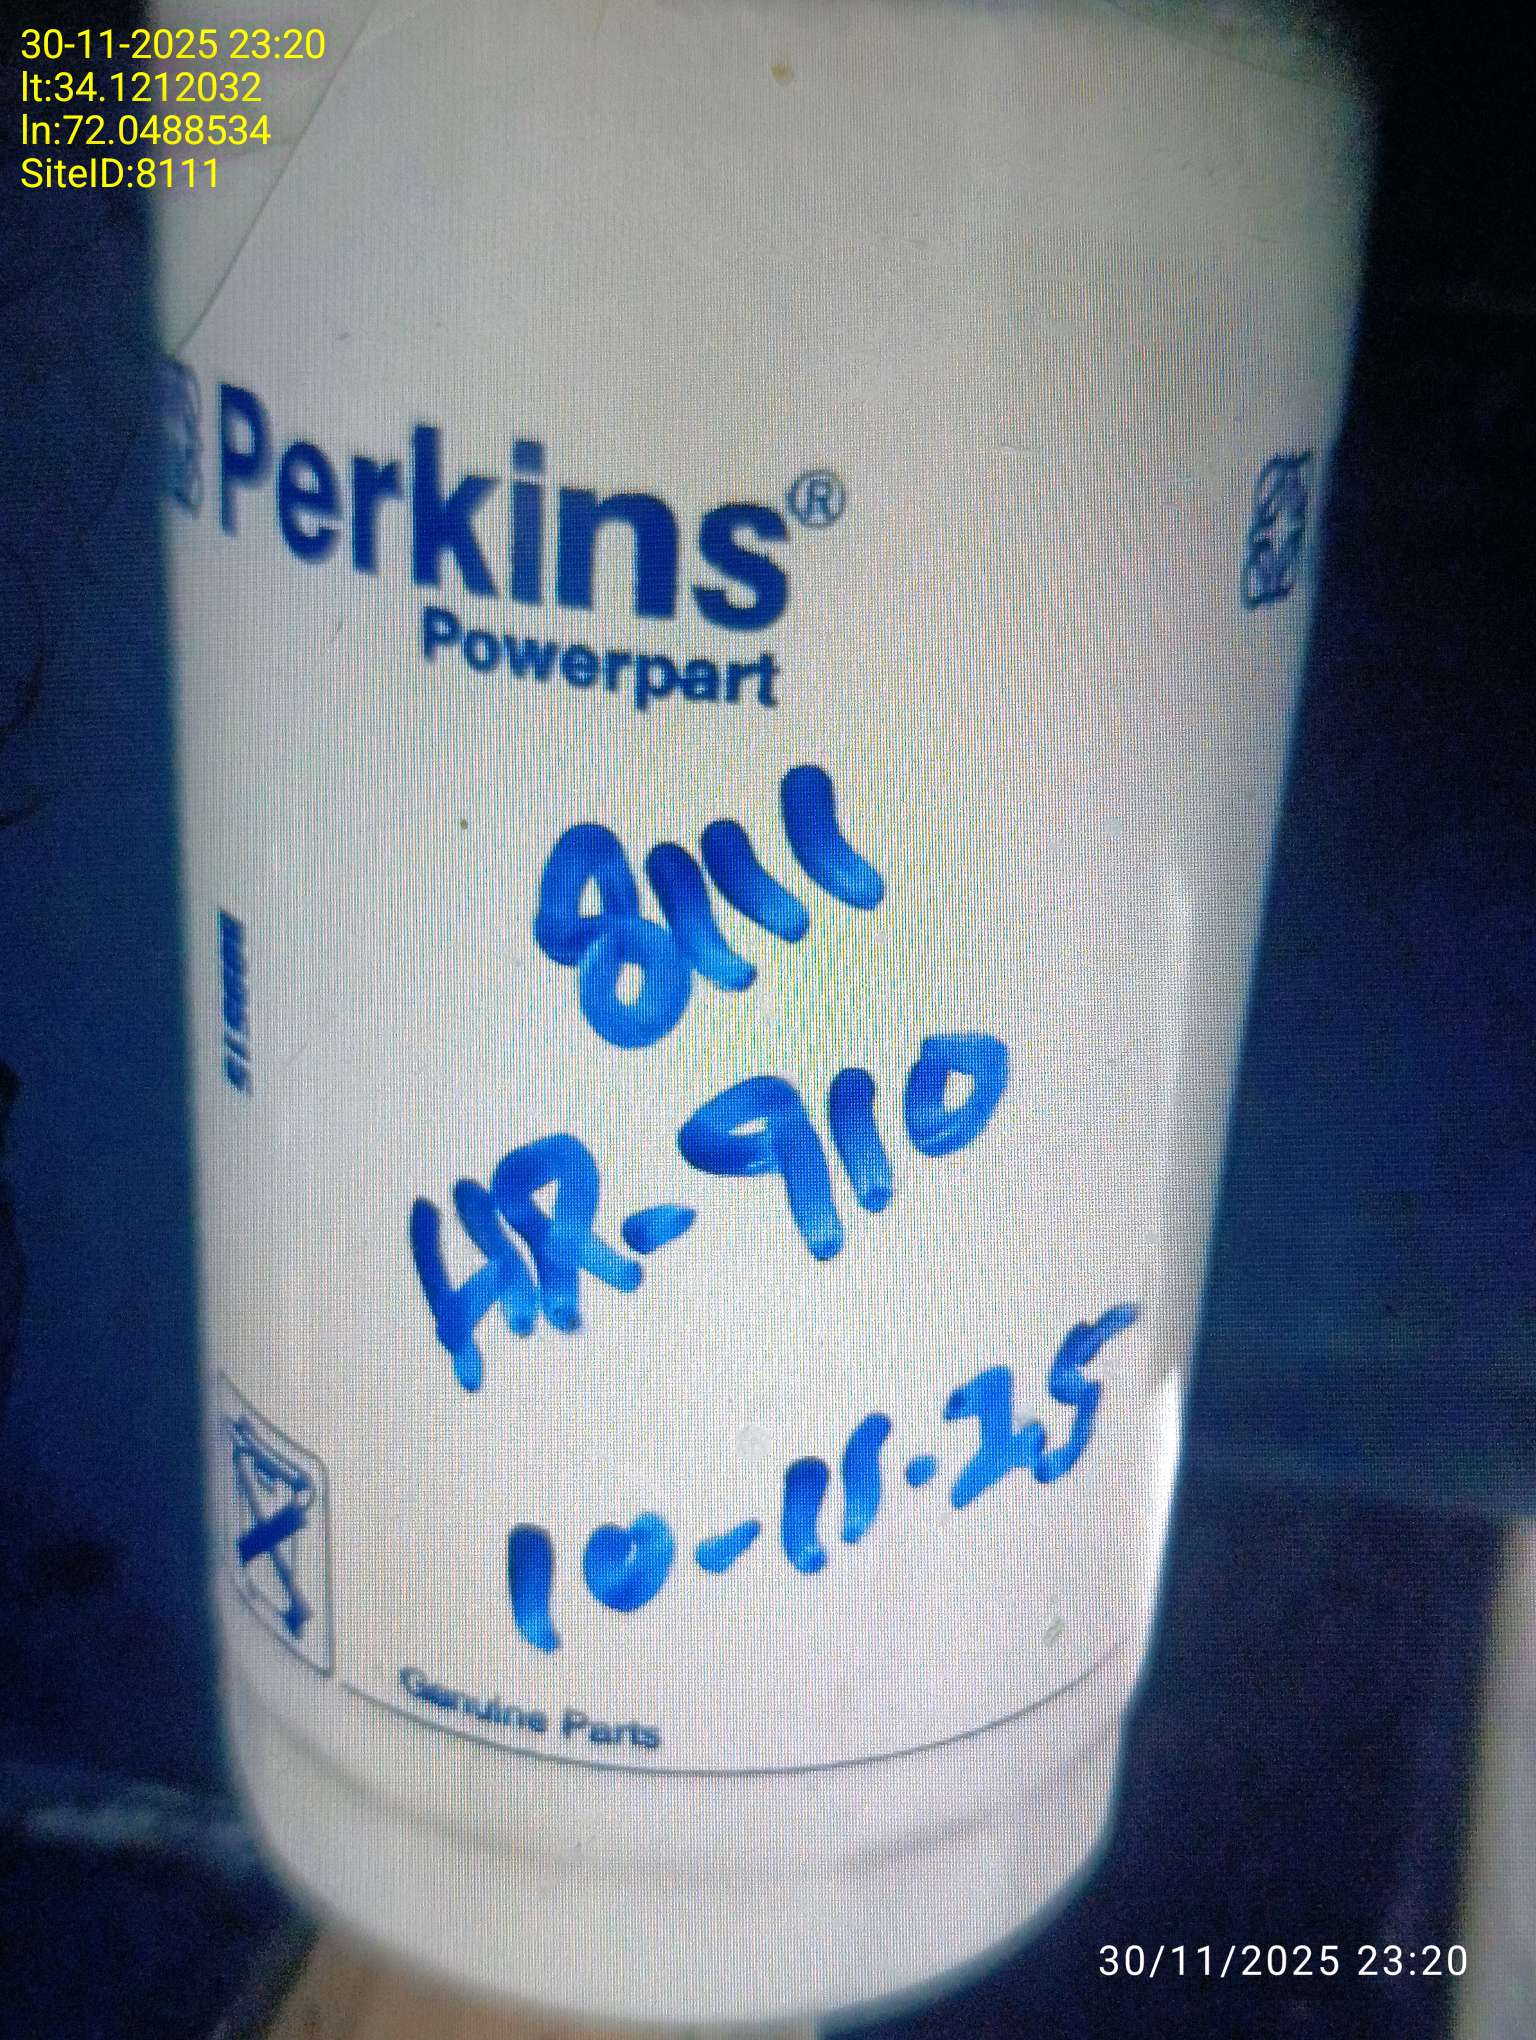 30-11-2025 23:20
lt:34.1212032
ln:72.0488534
SiteID:8111
Perkins®
Powerpart
8111
HR-910
10-11-25
Genuine Parts
30/11/2025 23:20